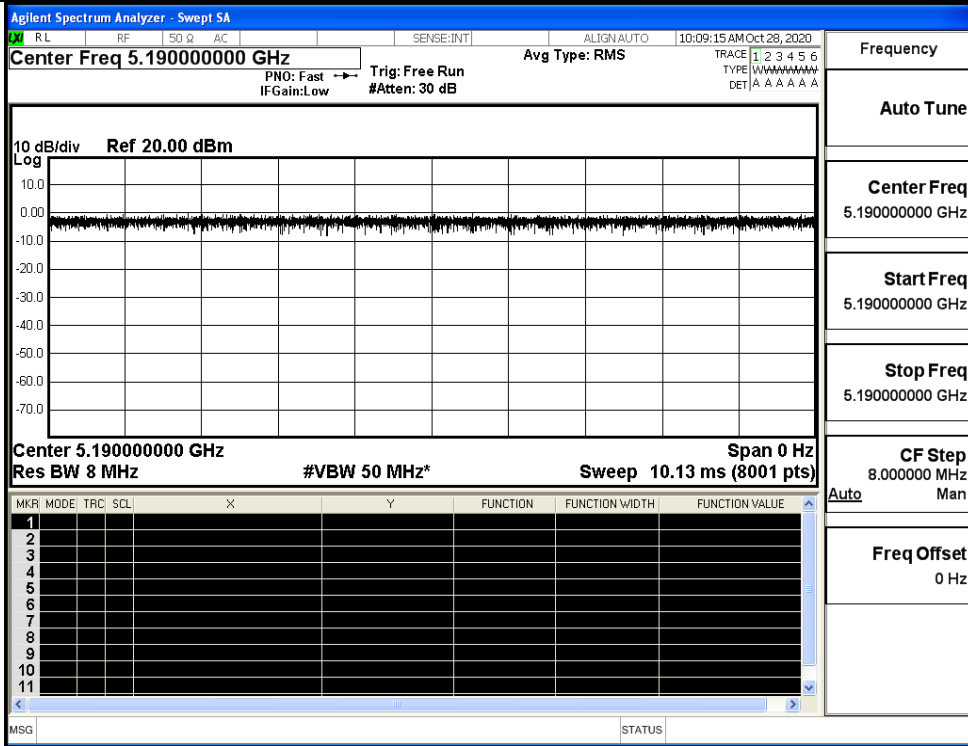 Agilent Spectrum Analyzer - Swept SA
LXI RL RF 50 Ω AC SENSE:INT ALIGN AUTO 10:09:15 AM Oct 28, 2020
Center Freq 5.190000000 GHz
PNO: Fast
IFGain:Low
Trig: Free Run
#Atten: 30 dB
Avg Type: RMS
TRACE 1 2 3 4 5 6
TYPE WWWWWW
DET A A A A A A
10 dB/div Ref 20.00 dBm
Log
10.0
0.00
-10.0
-20.0
-30.0
-40.0
-50.0
-60.0
-70.0
Center 5.190000000 GHz Span 0 Hz
Res BW 8 MHz #VBW 50 MHz* Sweep 10.13 ms (8001 pts)
MKR MODE TRC SCL X Y FUNCTION FUNCTION WIDTH FUNCTION VALUE
1
2
3
4
5
6
7
8
9
10
11
MSG STATUS
Frequency
Auto Tune
Center Freq
5.190000000 GHz
Start Freq
5.190000000 GHz
Stop Freq
5.190000000 GHz
CF Step
8.000000 MHz
Auto Man
Freq Offset
0 Hz